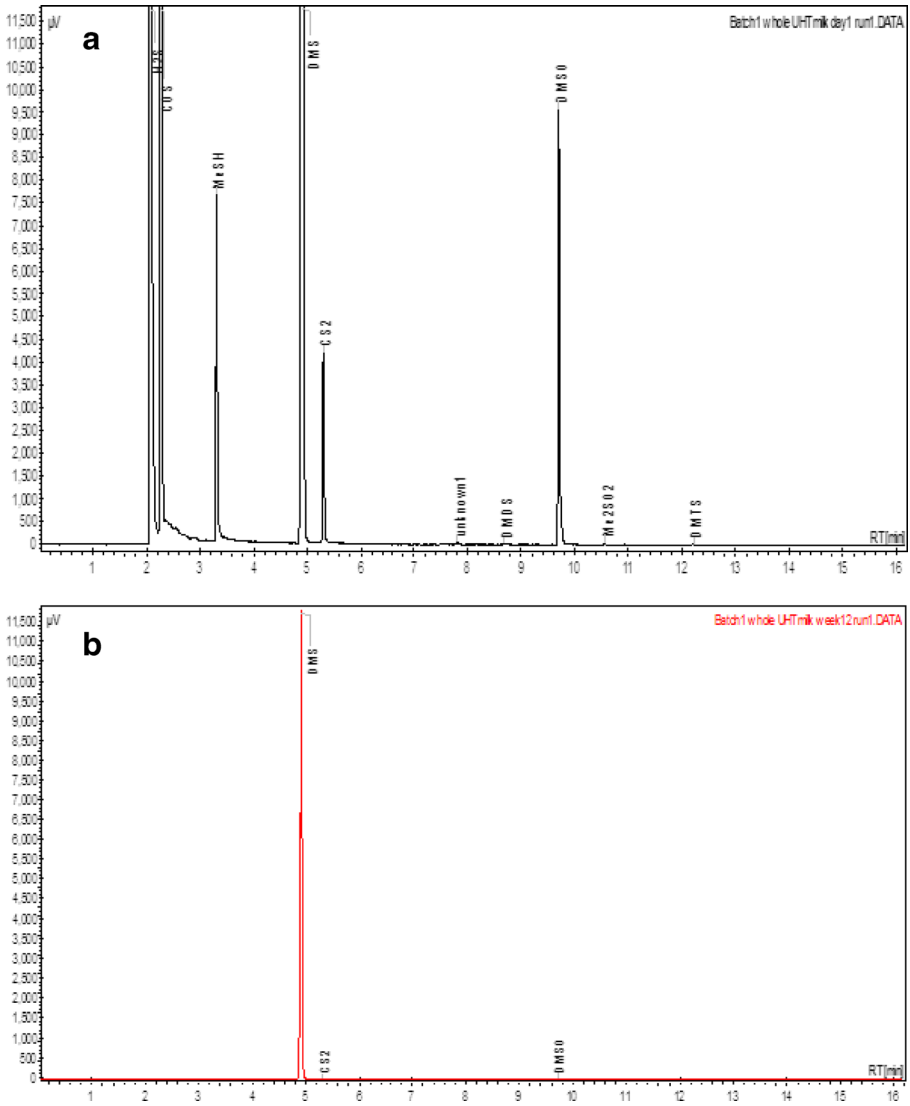 µV
a
Batch1 whole UHTmilk day1 run1.DATA
11,500
11,000
10,500
10,000
9,500
9,000
8,500
8,000
7,500
7,000
6,500
6,000
5,500
5,000
4,500
4,000
3,500
3,000
2,500
2,000
1,500
1,000
500
0
H2S
COS
MeSH
DMS
CS2
unknown1
DMDS
DMSO
Me2SO2
DMTS
RT[min]
1 2 3 4 5 6 7 8 9 10 11 12 13 14 15 16
µV
b
Batch1 whole UHTmilk week12 run1.DATA
11,500
11,000
10,500
10,000
9,500
9,000
8,500
8,000
7,500
7,000
6,500
6,000
5,500
5,000
4,500
4,000
3,500
3,000
2,500
2,000
1,500
1,000
500
0
DMS
CS2
DMSO
RT[min]
1 2 3 4 5 6 7 8 9 10 11 12 13 14 15 16